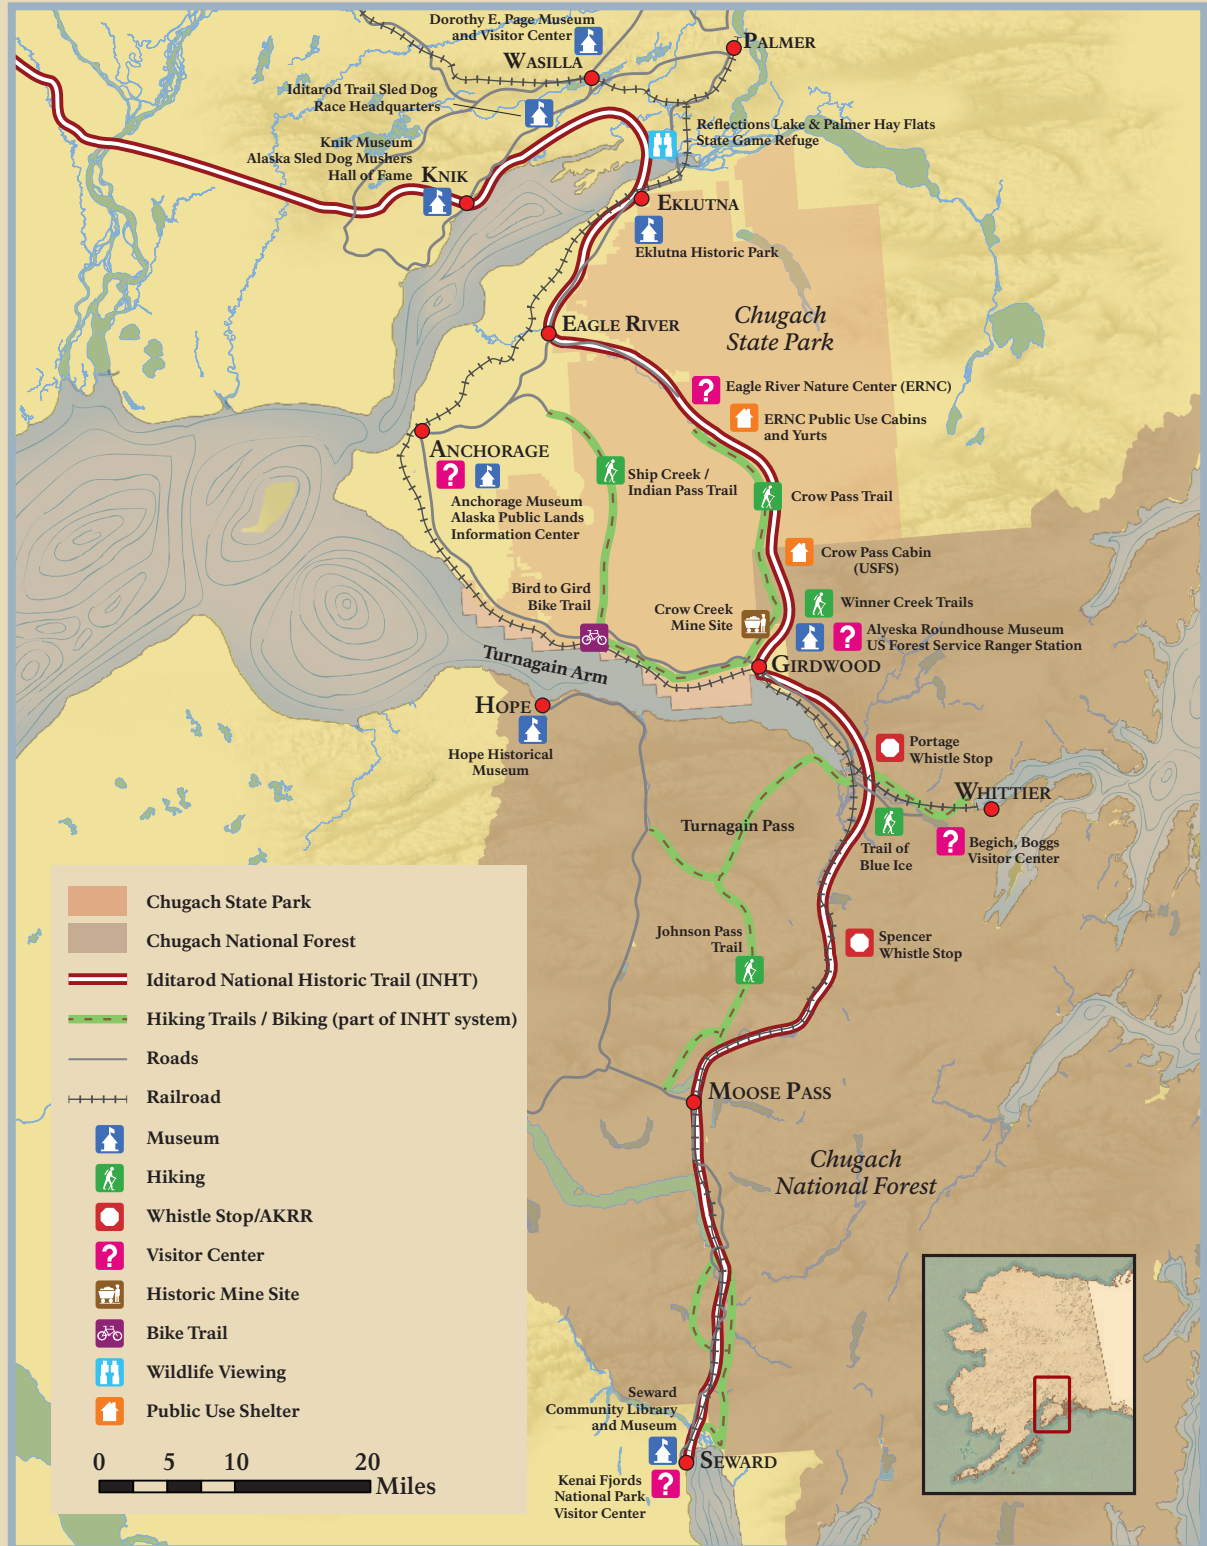 Dorothy E. Page Museum
and Visitor Center
WASILLA
PALMER
Iditarod Trail Sled Dog
Race Headquarters
Reflections Lake & Palmer Hay Flats
State Game Refuge
Knik Museum
Alaska Sled Dog Mushers
Hall of Fame
KNIK
EKLUTNA
Eklutna Historic Park
EAGLE RIVER
Chugach
State Park
Eagle River Nature Center (ERNC)
ERNC Public Use Cabins
and Yurts
ANCHORAGE
Anchorage Museum
Alaska Public Lands
Information Center
Ship Creek /
Indian Pass Trail
Crow Pass Trail
Crow Pass Cabin
(USFS)
Bird to Gird
Bike Trail
Crow Creek
Mine Site
Winner Creek Trails
Alyeska Roundhouse Museum
US Forest Service Ranger Station
GIRDWOOD
Turnagain Arm
HOPE
Hope Historical
Museum
Portage
Whistle Stop
WHITTIER
Turnagain Pass
Trail of
Blue Ice
Begich, Boggs
Visitor Center
Johnson Pass
Trail
Spencer
Whistle Stop
MOOSE PASS
Chugach
National Forest
Seward
Community Library
and Museum
SEWARD
Kenai Fjords
National Park
Visitor Center
Chugach State Park
Chugach National Forest
Iditarod National Historic Trail (INHT)
Hiking Trails / Biking (part of INHT system)
Roads
Railroad
Museum
Hiking
Whistle Stop/AKRR
Visitor Center
Historic Mine Site
Bike Trail
Wildlife Viewing
Public Use Shelter
0 5 10 20
Miles